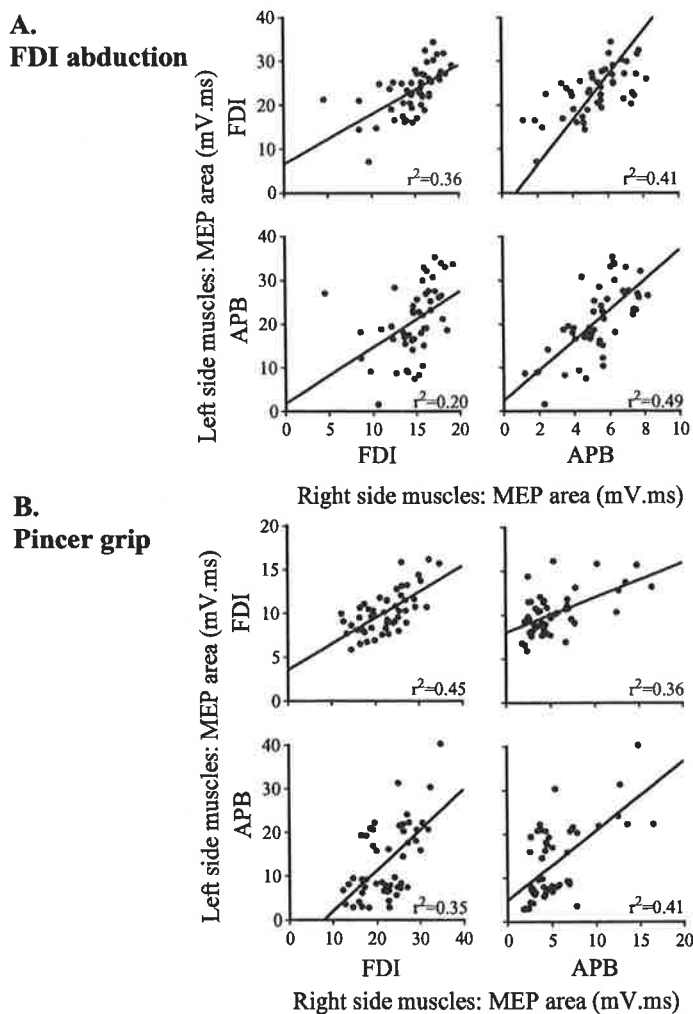 A.
FDI abduction
Left side muscles: MEP area (mV.ms)
FDI
40
30
20
10
0
r²=0.36
r²=0.41
APB
40
30
20
10
0
r²=0.20
r²=0.49
0 5 10 15 20
0 2 4 6 8 10
FDI
APB
Right side muscles: MEP area (mV.ms)
B.
Pincer grip
Left side muscles: MEP area (mV.ms)
FDI
20
15
10
5
0
r²=0.45
r²=0.36
APB
40
30
20
10
0
r²=0.35
r²=0.41
0 10 20 30 40
0 5 10 15 20
FDI
APB
Right side muscles: MEP area (mV.ms)